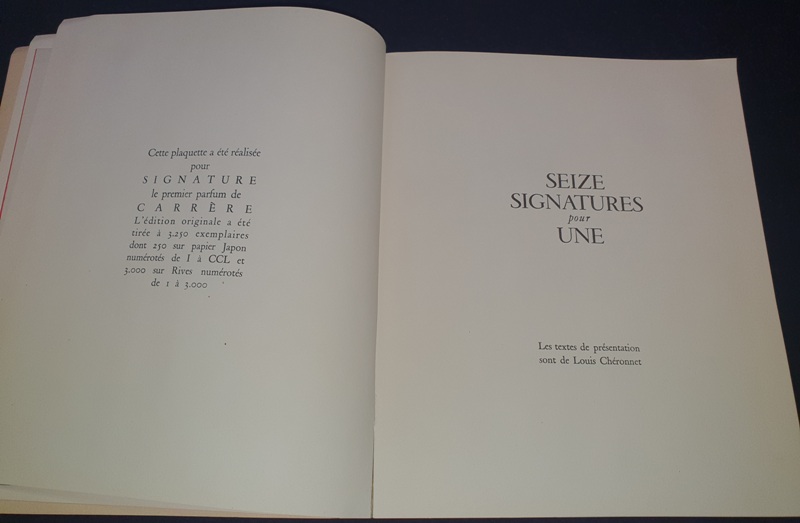 Cette plaquette a été réalisée
pour
SIGNATURE
le premier parfum de
CARRÈRE
L'édition originale a été
tirée à 3.250 exemplaires
dont 250 sur papier Japon
numérotés de I à CCL et
3.000 sur Rives numérotés
de 1 à 3.000
SEIZE
SIGNATURES
pour
UNE
Les textes de présentation
sont de Louis Chéronnet